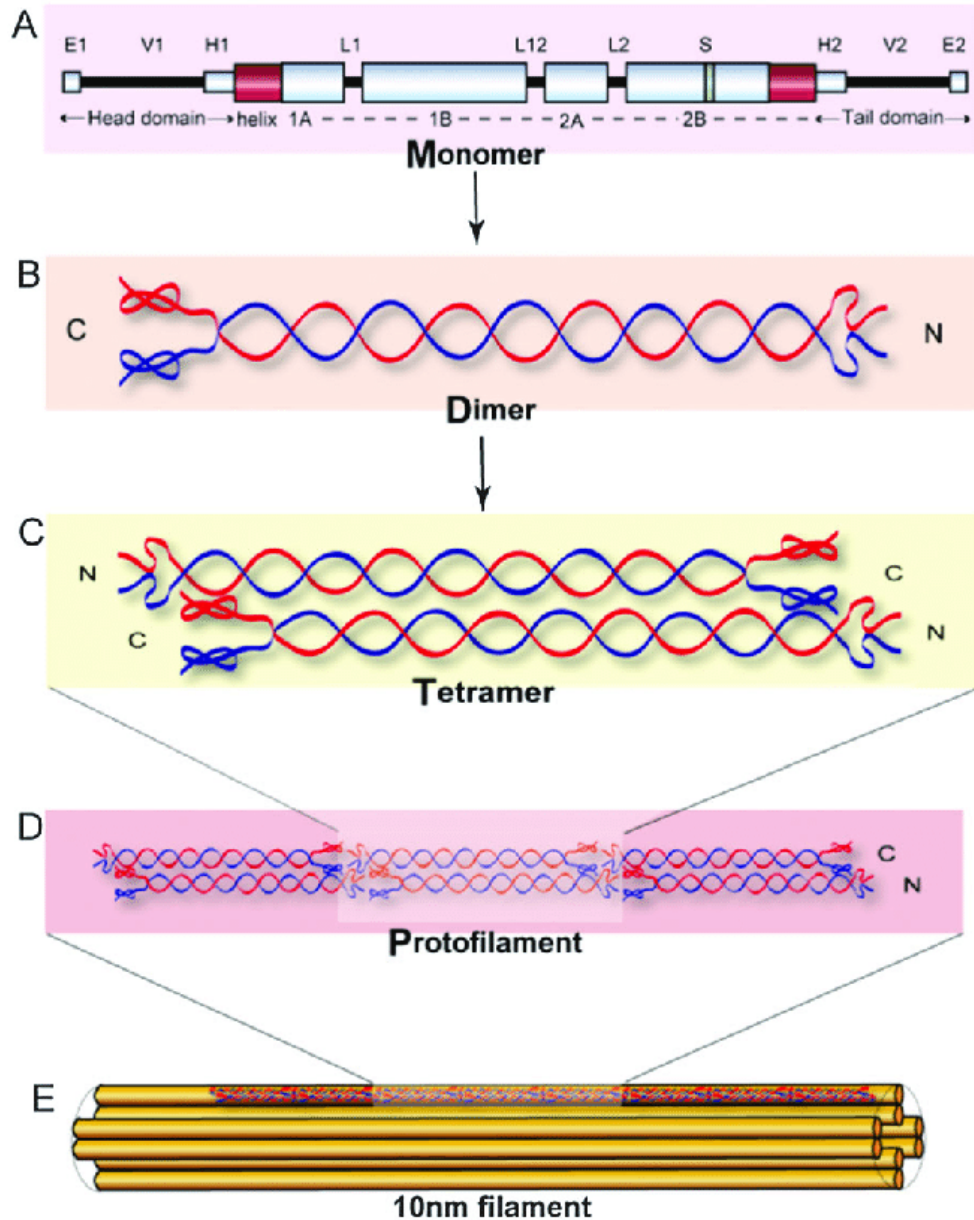 A
E1 V1 H1 L1 L12 L2 S H2 V2 E2
Head domain helix 1A 1B 2A 2B Tail domain
Monomer
B
C N
Dimer
C
N C
C N
Tetramer
D
C
N
Protofilament
E
10nm filament